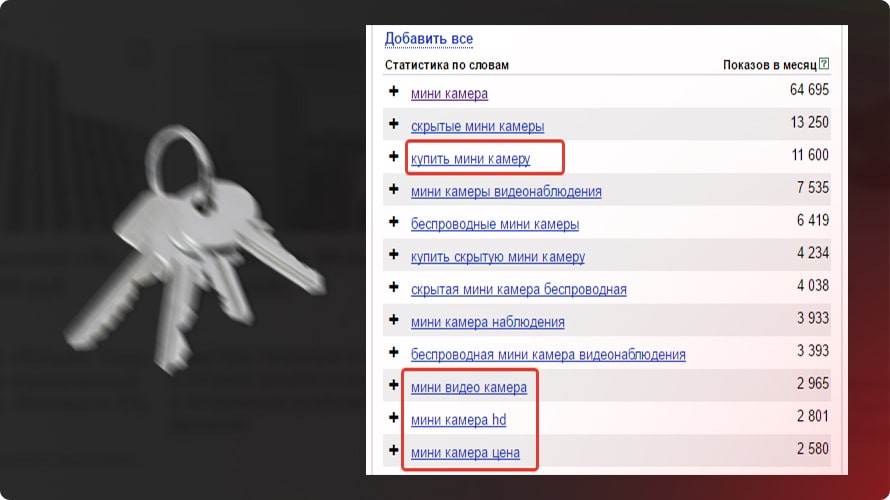 Добавить все
Статистика по словам Показов в месяц ?
+ мини камера 64 695
+ скрытые мини камеры 13 250
+ купить мини камеру 11 600
+ мини камеры видеонаблюдения 7 535
+ беспроводные мини камеры 6 419
+ купить скрытую мини камеру 4 234
+ скрытая мини камера беспроводная 4 038
+ мини камера наблюдения 3 933
+ беспроводная мини камера видеонаблюдения 3 393
+ мини видео камера 2 965
+ мини камера hd 2 801
+ мини камера цена 2 580